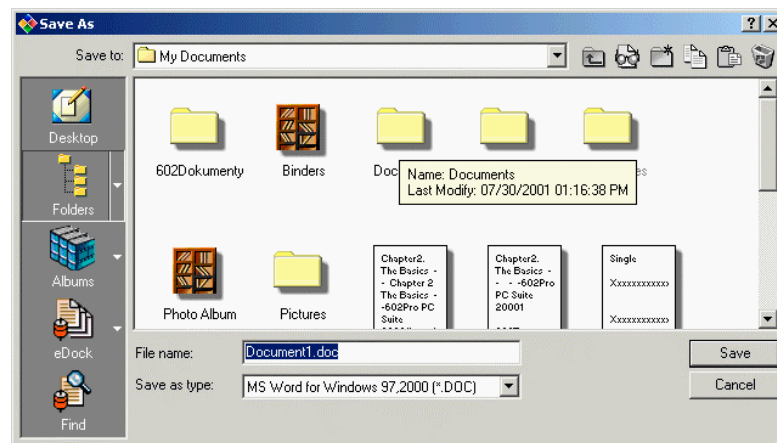 Save As
Save to:
My Documents
Desktop
Folders
Albums
eDock
Find
602Dokumenty
Binders
Doc
es
Name: Documents
Last Modify: 07/30/2001 01:16:38 PM
Photo Album
Pictures
Chapter2.
The Basics -
- Chapter 2
The Basics -
-602Pro PC
Suite
Chapter2.
The Basics -
- - -602Pro
PC Suite
20001
Single
Xxxxxxxxxxx
Xxxxxxxxxxx
File name:
Document1.doc
Save
Save as type:
MS Word for Windows 97,2000 (*.DOC)
Cancel